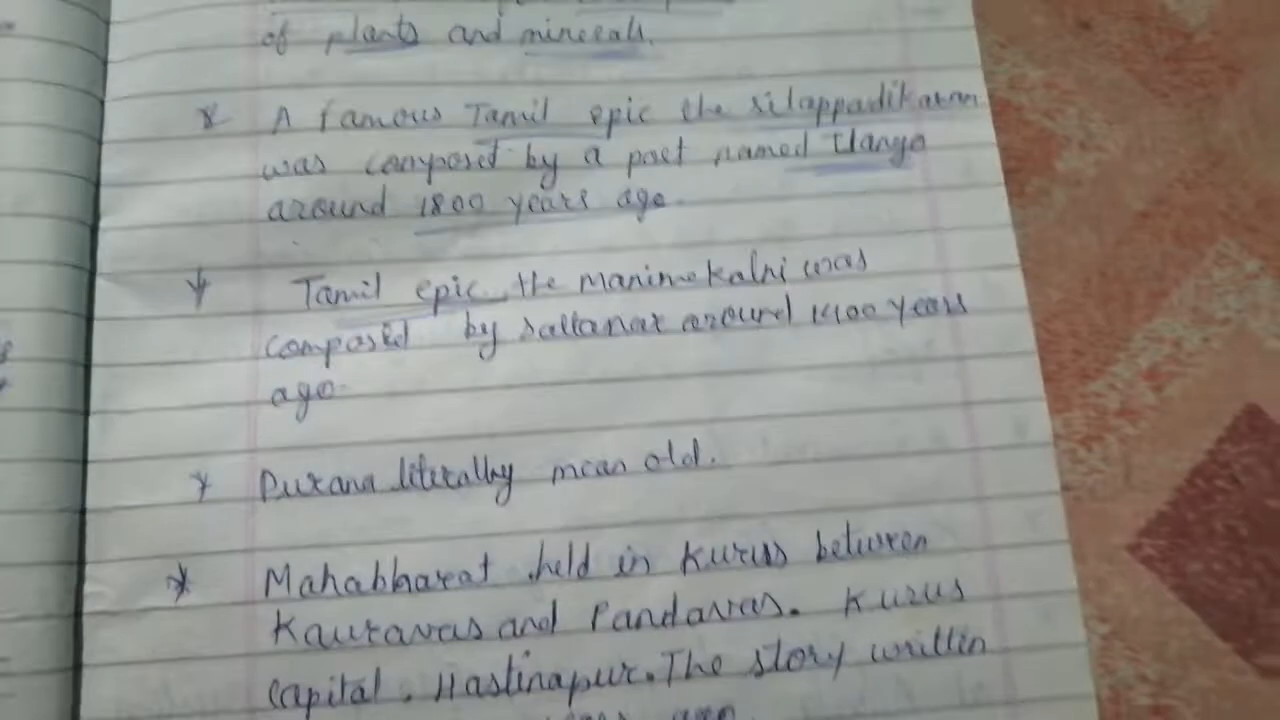 of plants and minerals.
* A famous Tamil epic the silappadikaram
was composed by a poet named Ilango
around 1800 years ago.
* Tamil epic, the manimekalai was
composed by sattanar around 1400 years
ago.
* Purana literally mean old.
* Mahabharat held in Kurus between
Kauravas and Pandavas. Kurus
capital. Hastinapur. The story written
ago